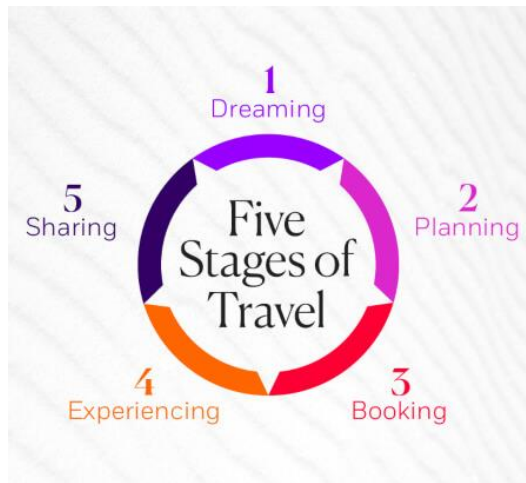 1
Dreaming
2
Planning
3
Booking
4
Experiencing
5
Sharing
Five
Stages of
Travel